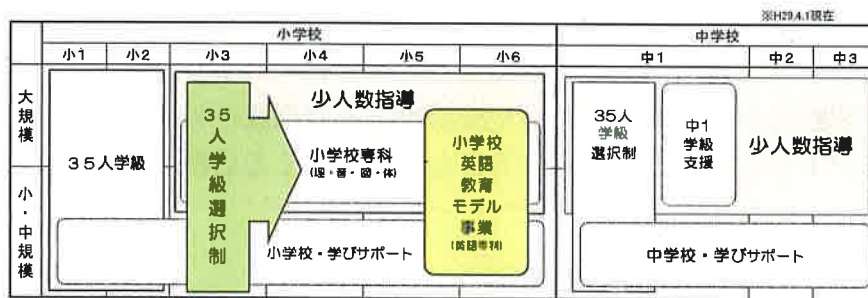 ※H29.4.1現在
小学校 中学校
小1 小2 小3 小4 小5 小6 中1 中2 中3
大規模
小・中規模
35人学級
35人学級選択制
少人数指導
小学校専科
(理・音・図・体)
小学校
英語
教育
モデル
事業
(英語専科)
小学校・学びサポート
35人
学級
選択制
中1
学級
支援
少人数指導
中学校・学びサポート